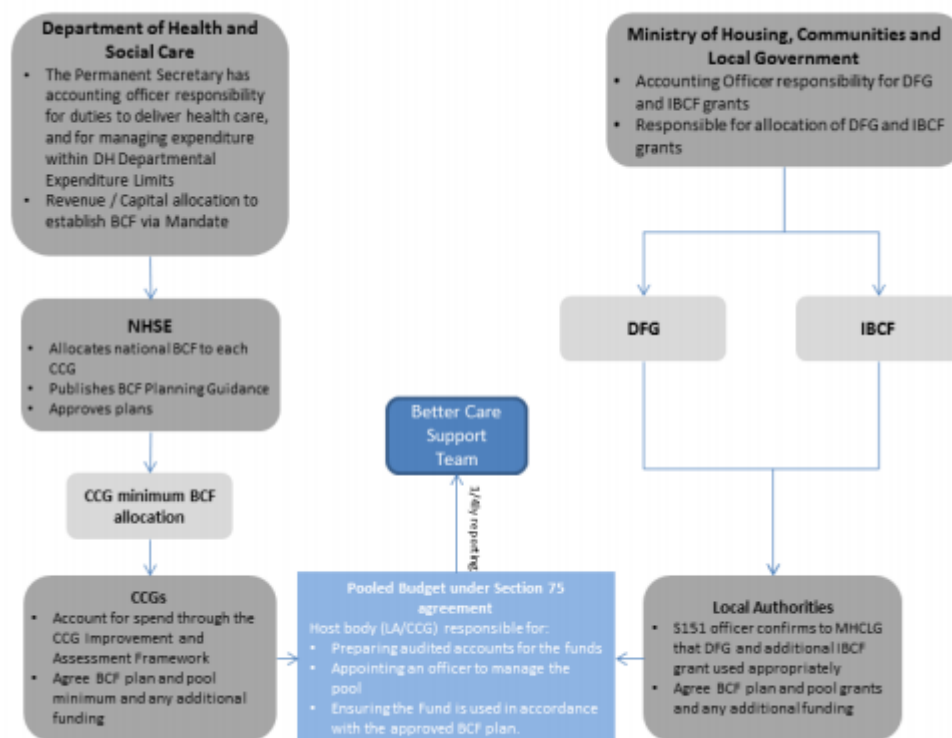 Department of Health and
Social Care
• The Permanent Secretary has
accounting officer responsibility
for duties to deliver health care,
and for managing expenditure
within DH Departmental
Expenditure Limits
• Revenue / Capital allocation to
establish BCF via Mandate
Ministry of Housing, Communities and
Local Government
• Accounting Officer responsibility for DFG
and IBCF grants
• Responsible for allocation of DFG and IBCF
grants
NHSE
• Allocates national BCF to each
CCG
• Publishes BCF Planning Guidance
• Approves plans
DFG
IBCF
Better Care
Support
Team
CCG minimum BCF
allocation
1/4ly reporting.
CCGs
• Account for spend through the
CCG Improvement and
Assessment Framework
• Agree BCF plan and pool
minimum and any additional
funding
Pooled Budget under Section 75
agreement
Host body (LA/CCG) responsible for:
• Preparing audited accounts for the funds
• Appointing an officer to manage the
pool
• Ensuring the Fund is used in accordance
with the approved BCF plan.
Local Authorities
• S151 officer confirms to MHCLG
that DFG and additional IBCF
grant used appropriately
• Agree BCF plan and pool grants
and any additional funding